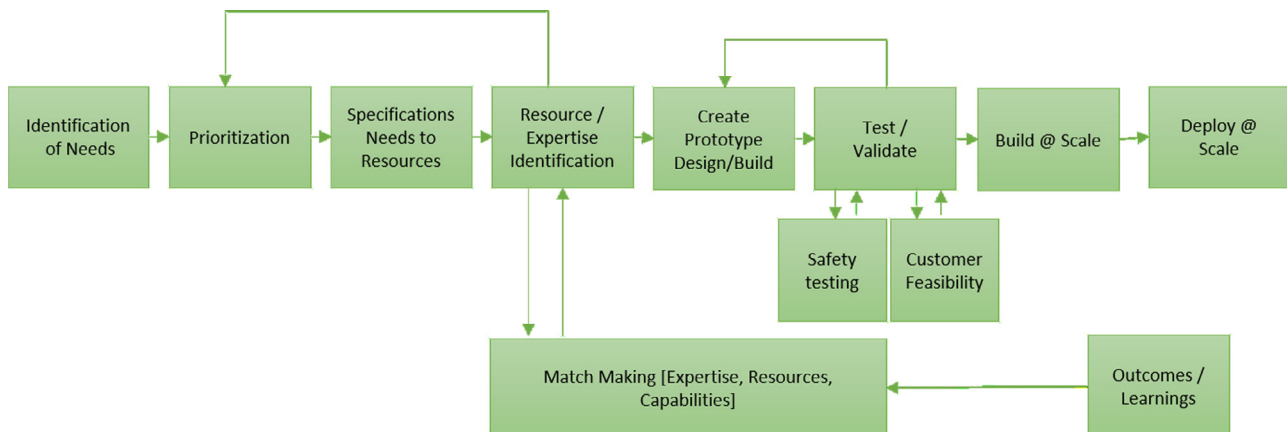 Identification
of Needs
Prioritization
Specifications
Needs to
Resources
Resource /
Expertise
Identification
Create
Prototype
Design/Build
Test /
Validate
Build @ Scale
Deploy @
Scale
Safety
testing
Customer
Feasibility
Match Making [Expertise, Resources,
Capabilities]
Outcomes /
Learnings